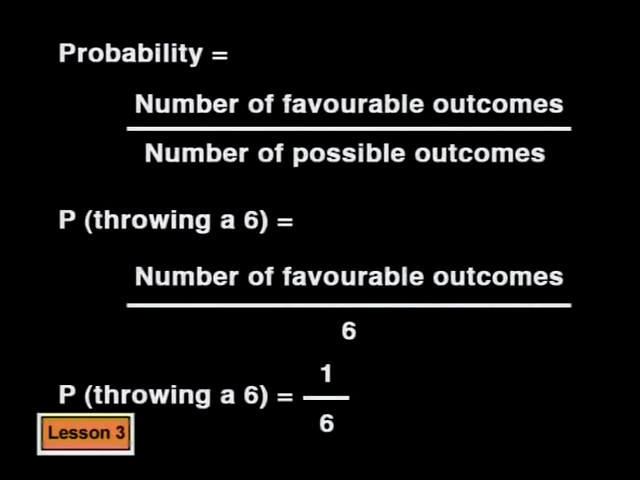 Probability =
Number of favourable outcomes
Number of possible outcomes
P (throwing a 6) =
Number of favourable outcomes
6
1
P (throwing a 6) =
6
Lesson 3